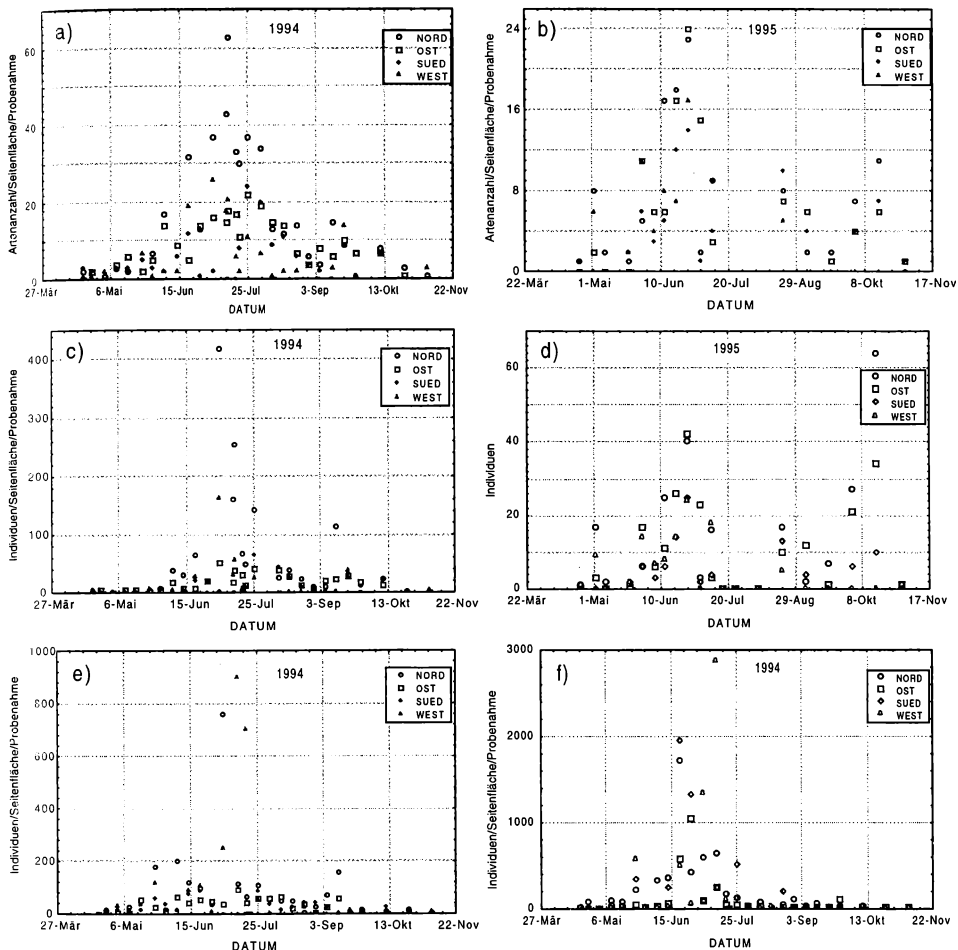 a)
1994
NORD
OST
SUED
WEST
Artenanzahl/Seitenfläche/Probenahme
60
40
20
0
27-Mär 6-Mai 15-Jun 25-Jul 3-Sep 13-Okt 22-Nov
DATUM
b)
1995
NORD
OST
SUED
WEST
Artenanzahl/Seitenfläche/Probenahme
24
16
8
0
22-Mär 1-Mai 10-Jun 20-Jul 29-Aug 8-Okt 17-Nov
DATUM
c)
1994
NORD
OST
SUED
WEST
Individuen/Seitenfläche/Probenahme
400
300
200
100
0
27-Mär 6-Mai 15-Jun 25-Jul 3-Sep 13-Okt 22-Nov
DATUM
d)
1995
NORD
OST
SUED
WEST
Individuen
60
40
20
0
22-Mär 1-Mai 10-Jun 20-Jul 29-Aug 8-Okt 17-Nov
DATUM
e)
1994
NORD
OST
SUED
WEST
Individuen/Seitenfläche/Probenahme
1000
800
600
400
200
0
27-Mär 6-Mai 15-Jun 25-Jul 3-Sep 13-Okt 22-Nov
DATUM
f)
1994
NORD
OST
SUED
WEST
Individuen/Seitenfläche/Probenahme
3000
2000
1000
0
27-Mär 6-Mai 15-Jun 25-Jul 3-Sep 13-Okt 22-Nov
DATUM